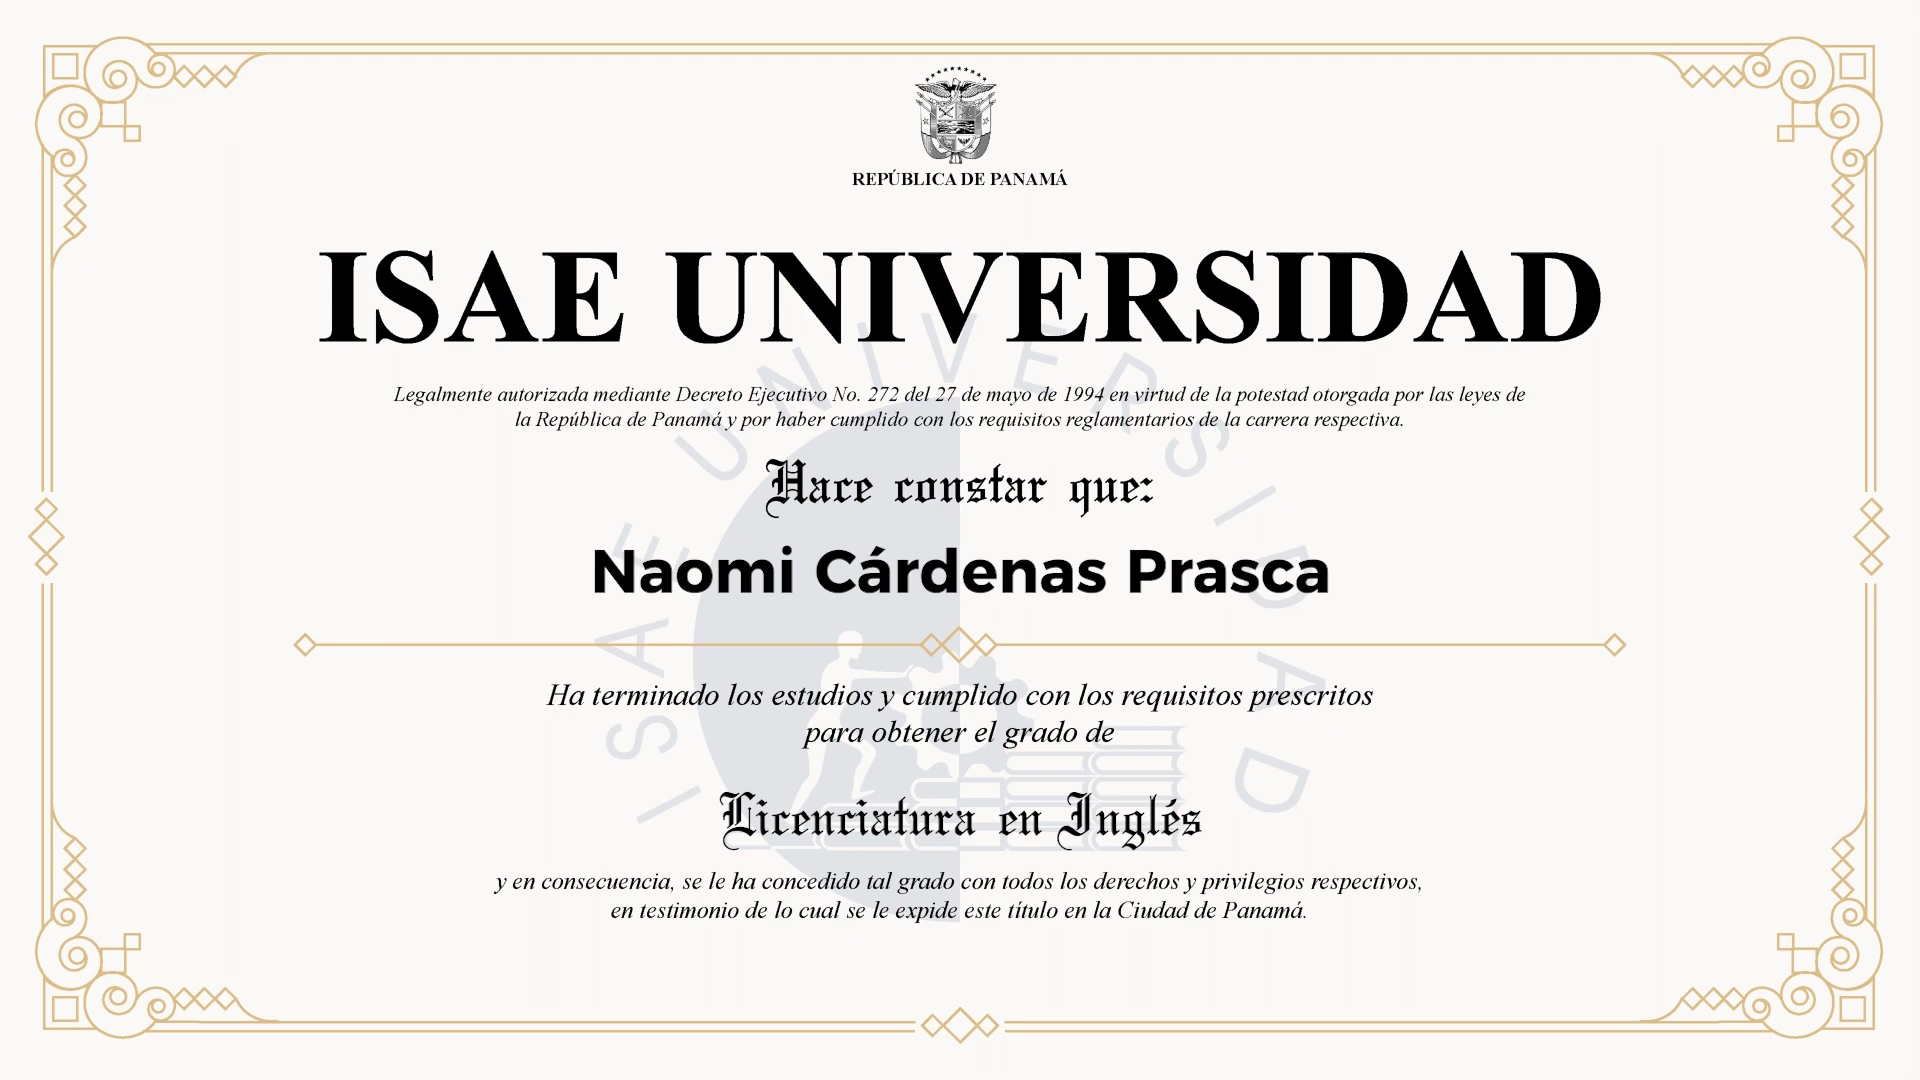 REPÚBLICA DE PANAMÁ
ISAE UNIVERSIDAD
Legalmente autorizada mediante Decreto Ejecutivo No. 272 del 27 de mayo de 1994 en virtud de la potestad otorgada por las leyes de
la República de Panamá y por haber cumplido con los requisitos reglamentarios de la carrera respectiva.
Hace constar que:
Naomi Cárdenas Prasca
Ha terminado los estudios y cumplido con los requisitos prescritos
para obtener el grado de
Licenciatura en Inglés
y en consecuencia, se le ha concedido tal grado con todos los derechos y privilegios respectivos,
en testimonio de lo cual se le expide este título en la Ciudad de Panamá.
ISAE UNIVERSIDAD